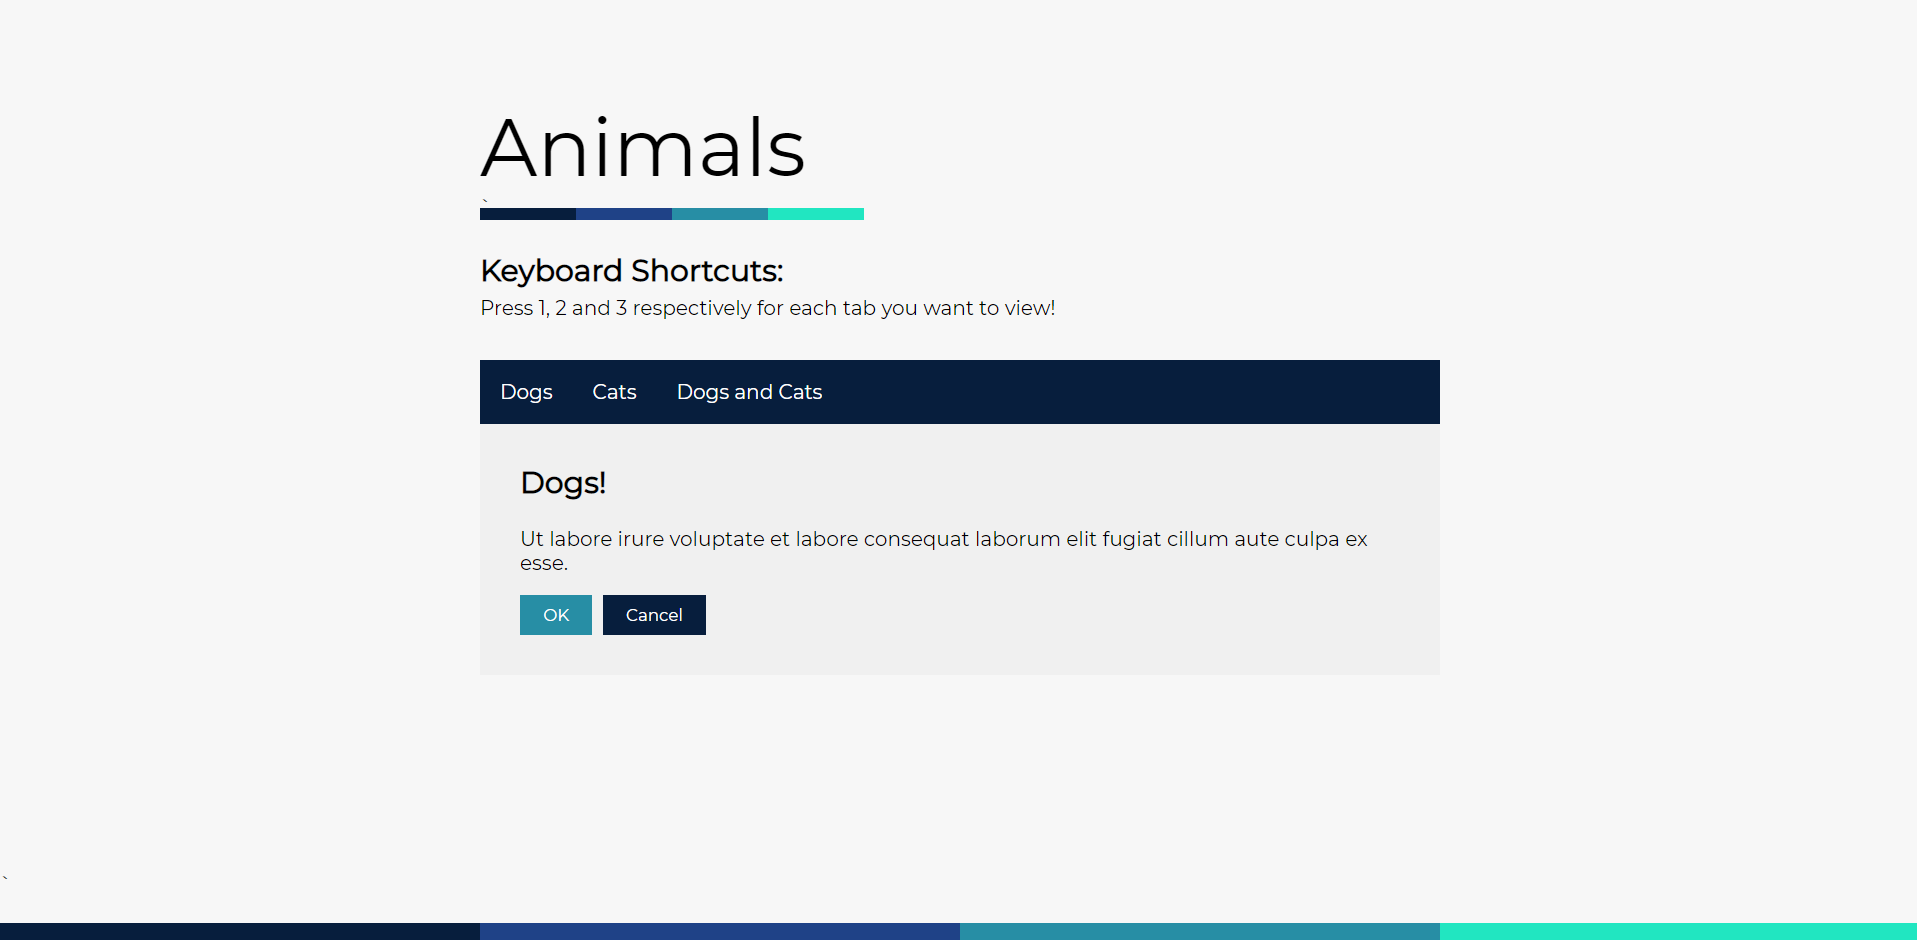 Animals
`
Keyboard Shortcuts:
Press 1, 2 and 3 respectively for each tab you want to view!
Dogs Cats Dogs and Cats
Dogs!
Ut labore irure voluptate et labore consequat laborum elit fugiat cillum aute culpa ex
esse.
OK Cancel
`